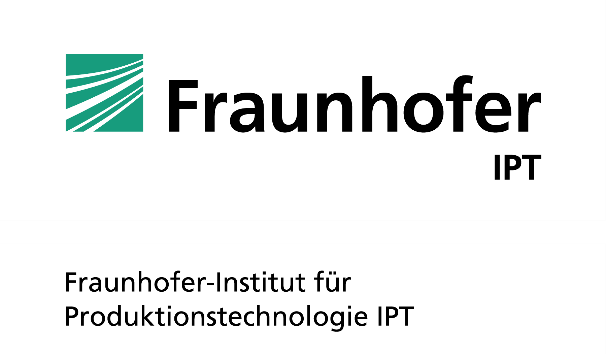 Fraunhofer
IPT
Fraunhofer-Institut für
Produktionstechnologie IPT